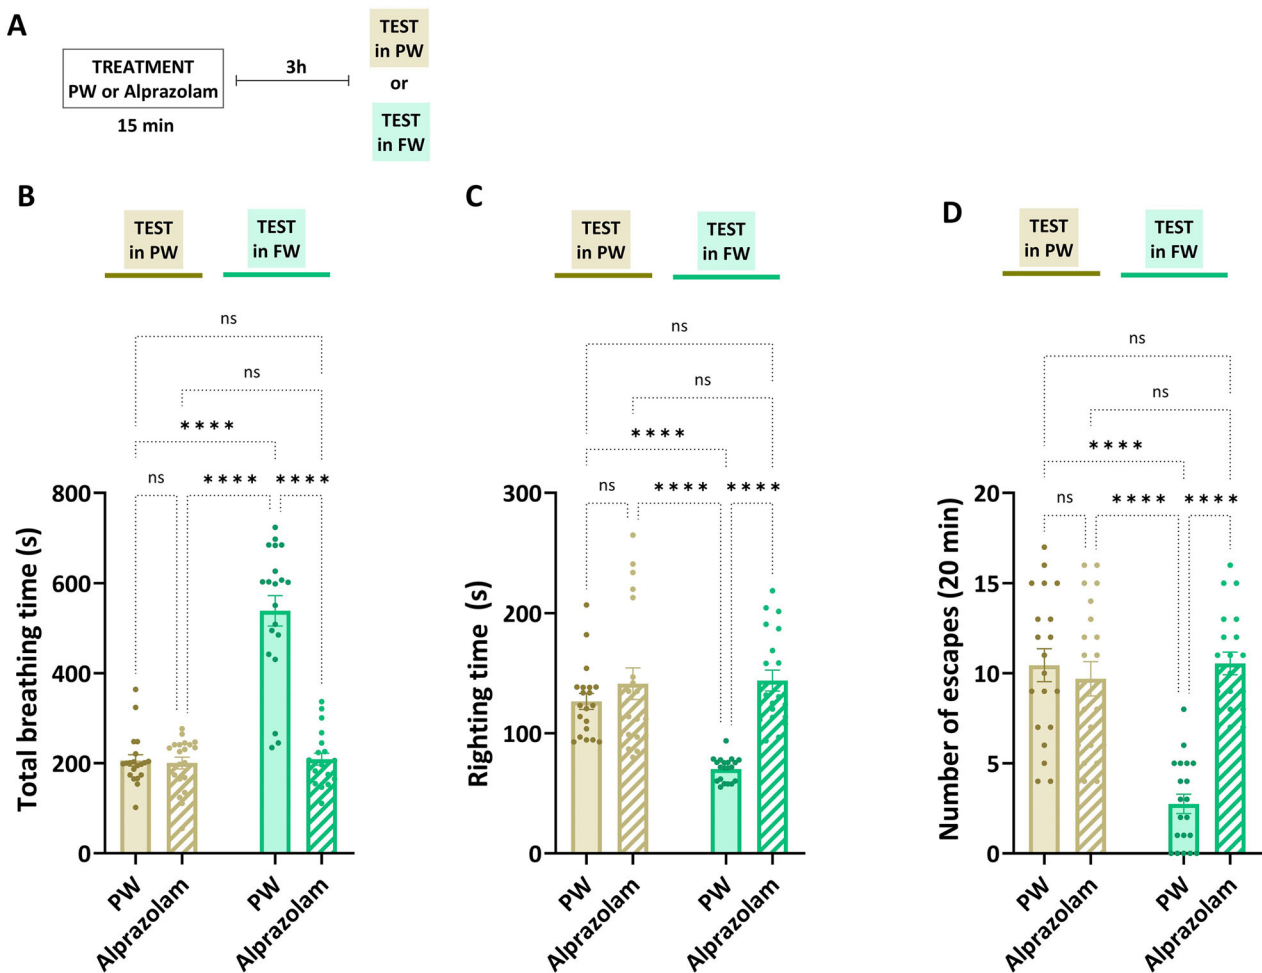 A
TREATMENT
PW or Alprazolam
15 min
3h
TEST
in PW
or
TEST
in FW
B
TEST
in PW
TEST
in FW
ns
ns
****
ns
****
****
Total breathing time (s)
800
600
400
200
0
PW
Alprazolam
PW
Alprazolam
C
TEST
in PW
TEST
in FW
ns
ns
****
ns
****
****
Righting time (s)
300
200
100
0
PW
Alprazolam
PW
Alprazolam
D
TEST
in PW
TEST
in FW
ns
ns
****
ns
****
****
Number of escapes (20 min)
20
15
10
5
0
PW
Alprazolam
PW
Alprazolam